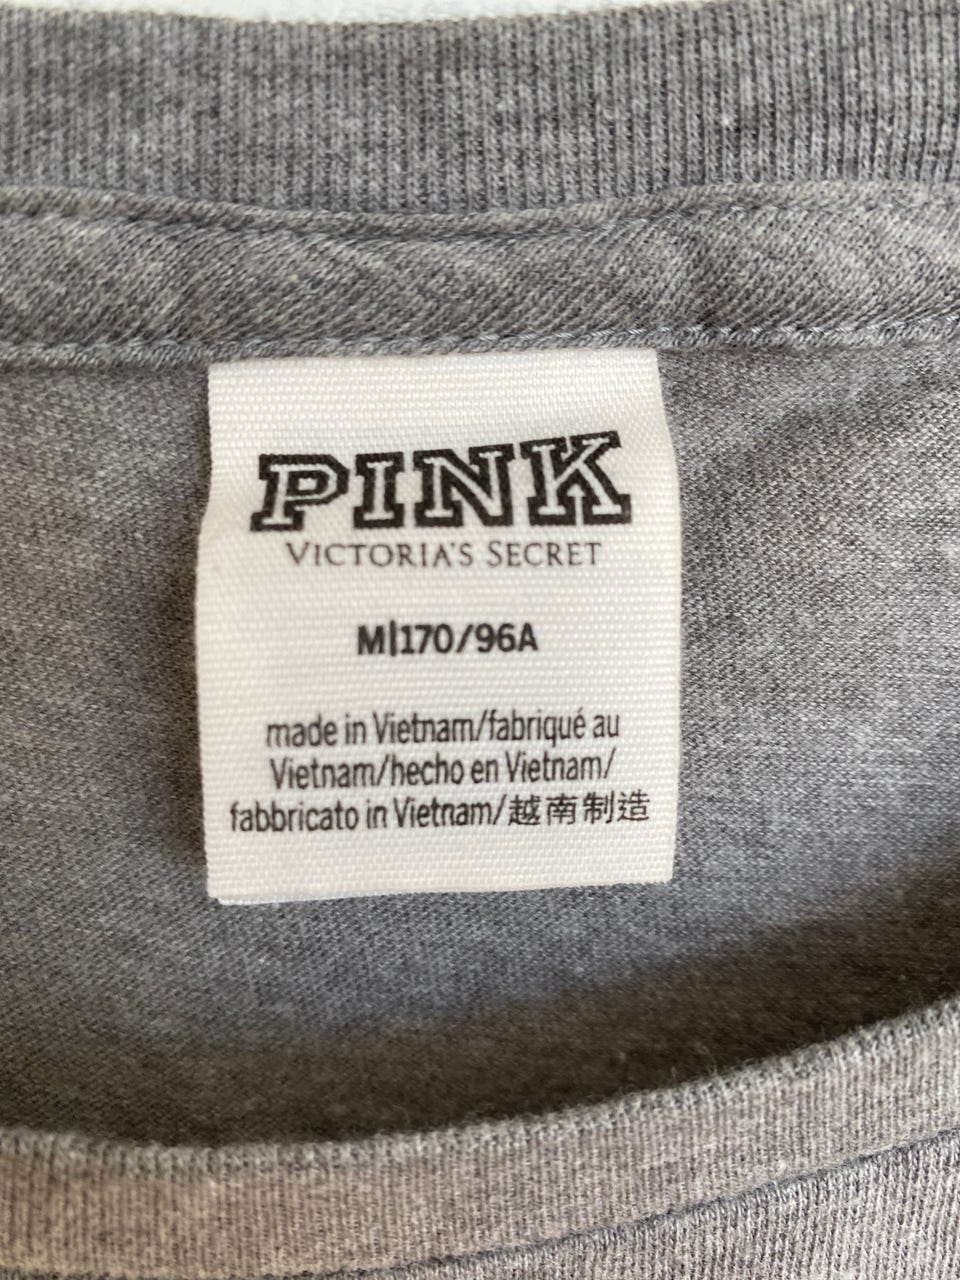 PINK
VICTORIA'S SECRET
M|170/96A
made in Vietnam/fabriqué au
Vietnam/hecho en Vietnam/
fabbricato in Vietnam/越南制造